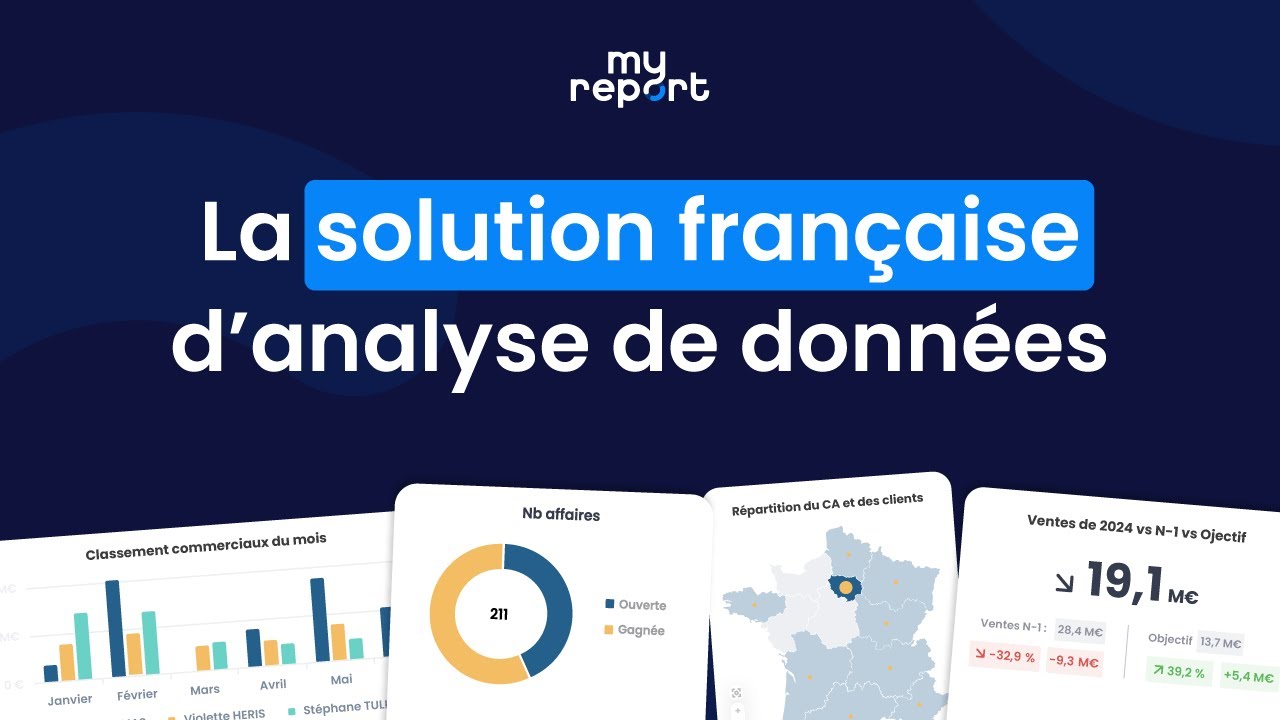 my
report
La solution française
d’analyse de données
Classement commerciaux du mois
M€
M€
0 €
Janvier
Février
Mars
Avril
Mai
Violette HERIS
Stéphane
Nb affaires
211
Ouverte
Gagnée
Répartition du CA et des clients
Ventes de 2024 vs N-1 vs Ojectif
19,1 M€
Ventes N-1 : 28,4 M€
-32,9 % -9,3 M€
Objectif 13,7 M€
39,2 % +5,4 M€